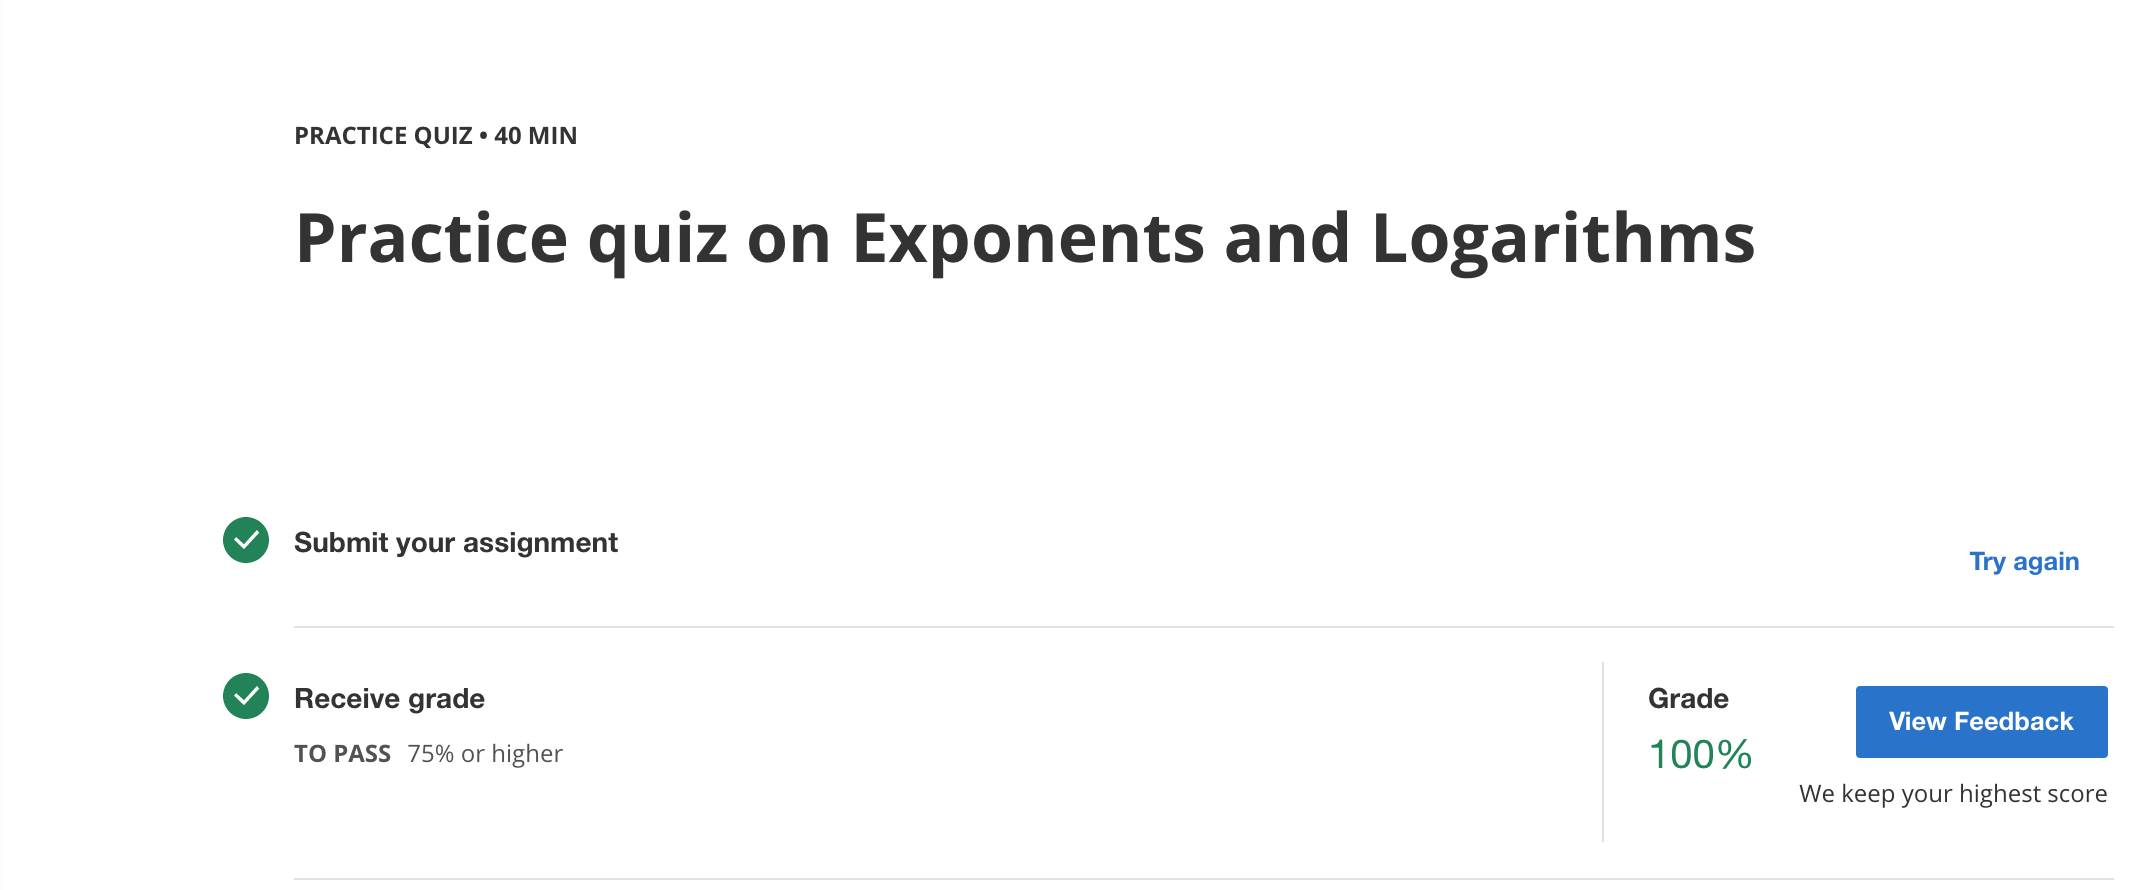 PRACTICE QUIZ • 40 MIN
Practice quiz on Exponents and Logarithms
Submit your assignment
Try again
Receive grade
TO PASS 75% or higher
Grade
100%
View Feedback
We keep your highest score